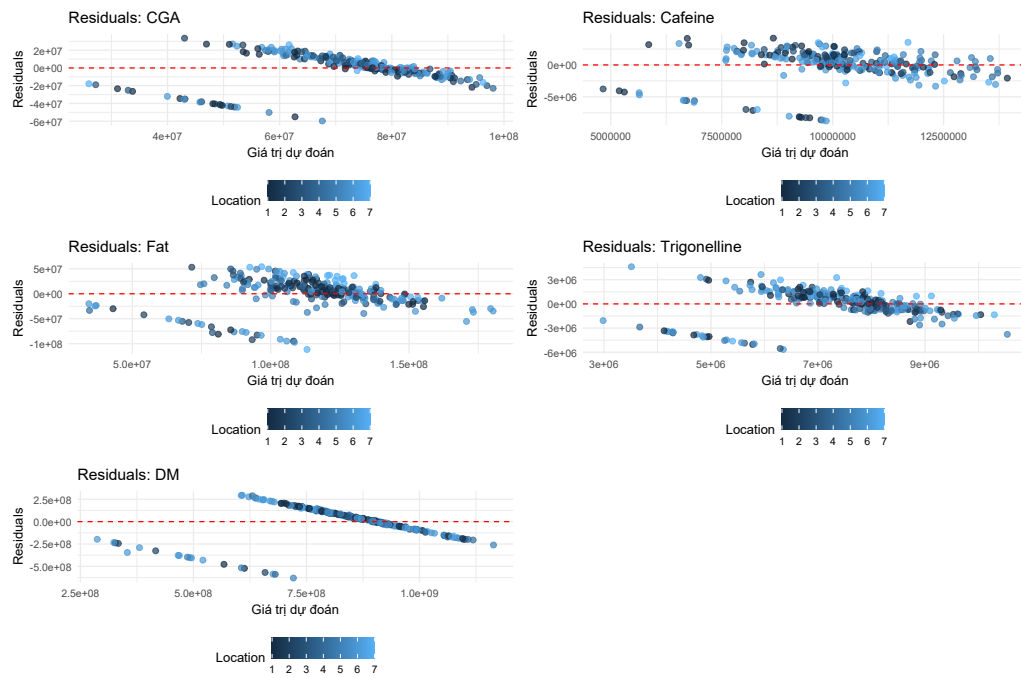 Residuals: CGA
Residuals
2e+07
0e+00
-2e+07
-4e+07
-6e+07
4e+07 6e+07 8e+07 1e+08
Giá trị dự đoán
Location
1 2 3 4 5 6 7
Residuals: Cafeine
Residuals
0e+00
-5e+06
5000000 7500000 10000000 12500000
Giá trị dự đoán
Location
1 2 3 4 5 6 7
Residuals: Fat
Residuals
5e+07
0e+00
-5e+07
-1e+08
5.0e+07 1.0e+08 1.5e+08
Giá trị dự đoán
Location
1 2 3 4 5 6 7
Residuals: Trigonelline
Residuals
3e+06
0e+00
-3e+06
-6e+06
3e+06 5e+06 7e+06 9e+06
Giá trị dự đoán
Location
1 2 3 4 5 6 7
Residuals: DM
Residuals
2.5e+08
0.0e+00
-2.5e+08
-5.0e+08
2.5e+08 5.0e+08 7.5e+08 1.0e+09
Giá trị dự đoán
Location
1 2 3 4 5 6 7